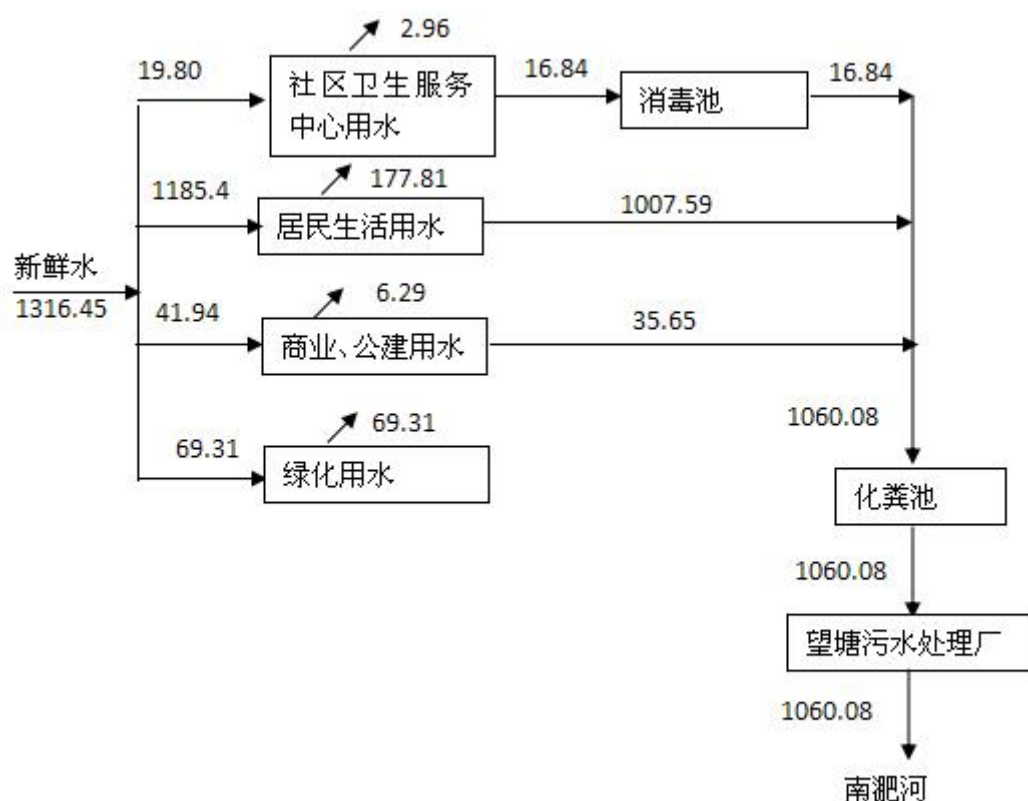 2.96
19.80
社区卫生服务
中心用水
16.84
消毒池
16.84
177.81
1185.4
居民生活用水
1007.59
新鲜水
1316.45
6.29
41.94
商业、公建用水
35.65
69.31
69.31
绿化用水
1060.08
化粪池
1060.08
望塘污水处理厂
1060.08
南淝河